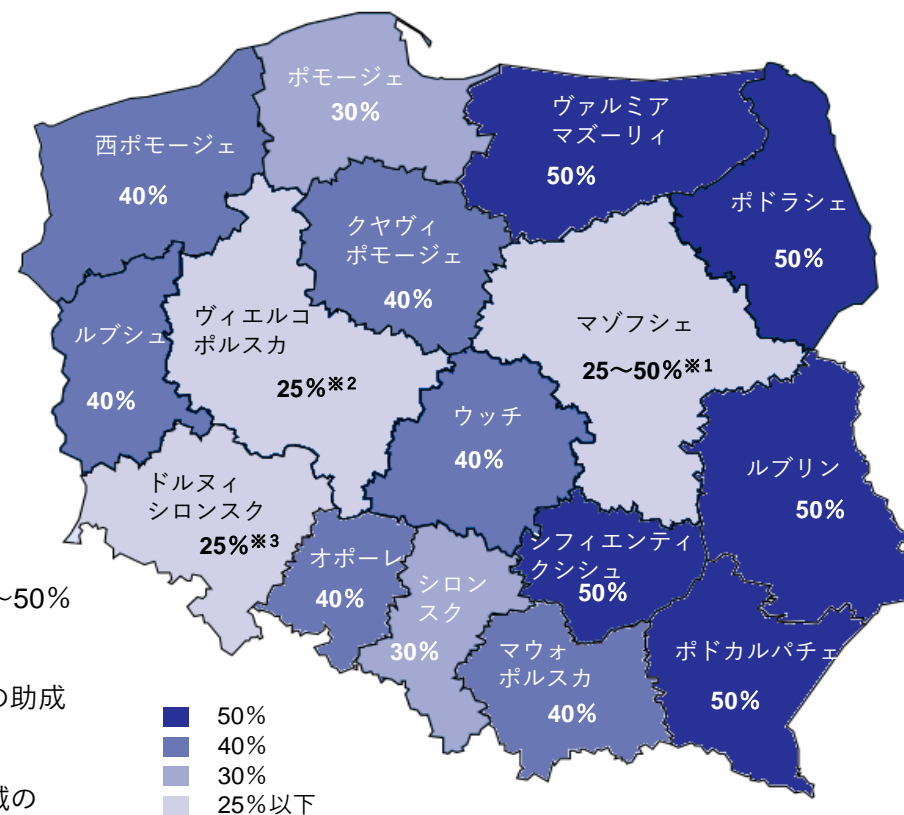 ポモージェ
30%
西ポモージェ
40%
ヴァルミア
マズーリィ
50%
ポドラシェ
50%
クヤヴィ
ポモージェ
40%
ルブシュ
40%
ヴィエルコ
ポルスカ
25%※2
マゾフシェ
25～50%※1
ウッチ
40%
ルブリン
50%
ドルヌィ
シロンスク
25%※3
オポーレ
40%
シロン
スク
30%
シフィエンティ
クシシュ
50%
マウォ
ポルスカ
40%
ポドカルパチェ
50%
～50%
の助成
域の
50%
40%
30%
25%以下